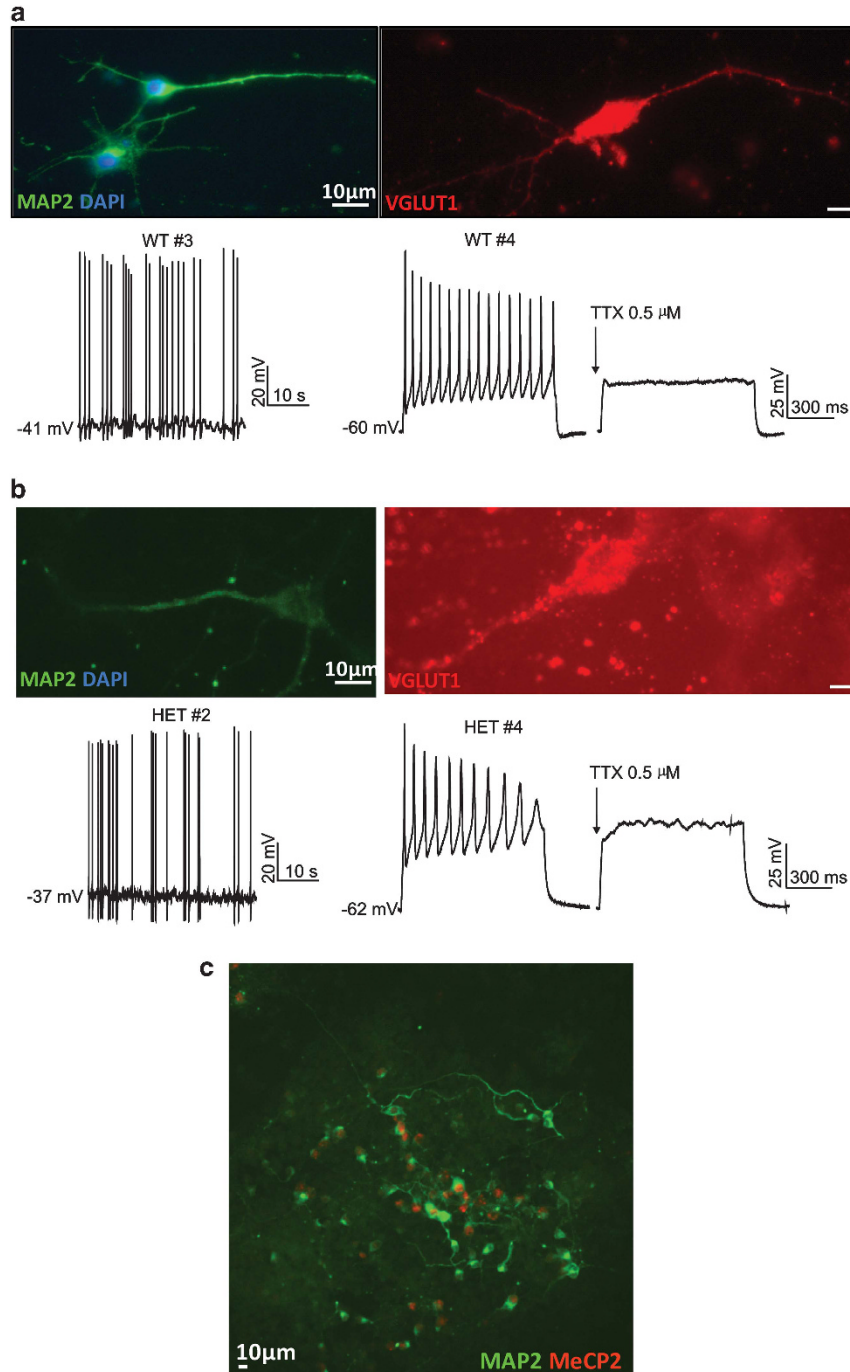 a
MAP2 DAPI
10µm
VGLUT1
WT #3
-41 mV
20 mV
10 s
WT #4
-60 mV
TTX 0.5 µM
25 mV
300 ms
b
MAP2 DAPI
10µm
VGLUT1
HET #2
-37 mV
20 mV
10 s
HET #4
-62 mV
TTX 0.5 µM
25 mV
300 ms
c
10µm
MAP2 MeCP2